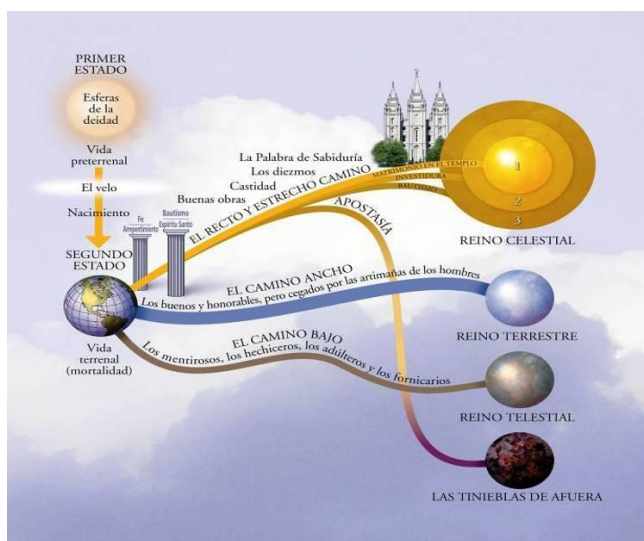 PRIMER
ESTADO
Esferas
de la
deidad
Vida
preterrenal
El velo
Nacimiento
SEGUNDO
ESTADO
Vida
terrenal
(mortalidad)
Fe
Arrepentimiento
Bautismo
Espíritu Santo
La Palabra de Sabiduría
Los diezmos
Castidad
Buenas obras
EL RECTO Y ESTRECHO CAMINO
MATRIMONIO EN EL TEMPLO
INVESTIDURA
BAUTISMO
1
2
3
REINO CELESTIAL
APOSTASÍA
EL CAMINO ANCHO
Los buenos y honorables, pero cegados por las artimañas de los hombres
REINO TERRESTRE
EL CAMINO BAJO
Los mentirosos, los hechiceros, los adúlteros y los fornicarios
REINO TELESTIAL
LAS TINIEBLAS DE AFUERA